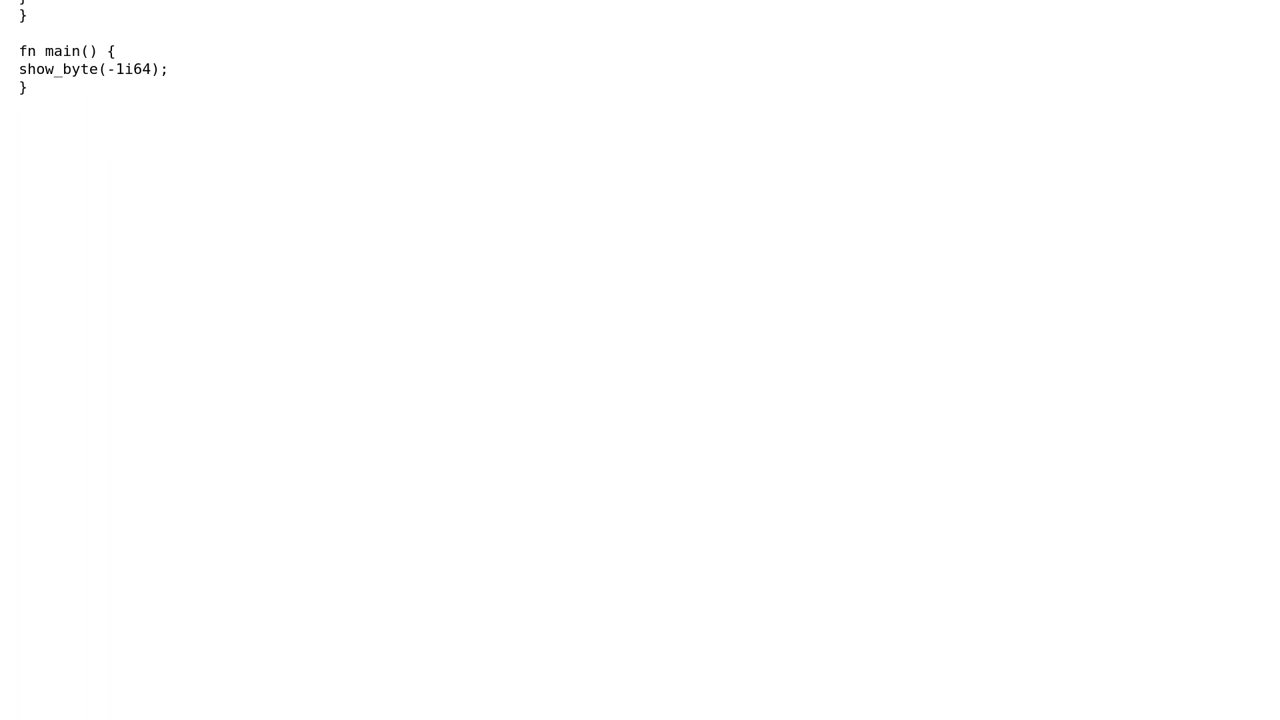 }
}

fn main() {
show_byte(-1i64);
}